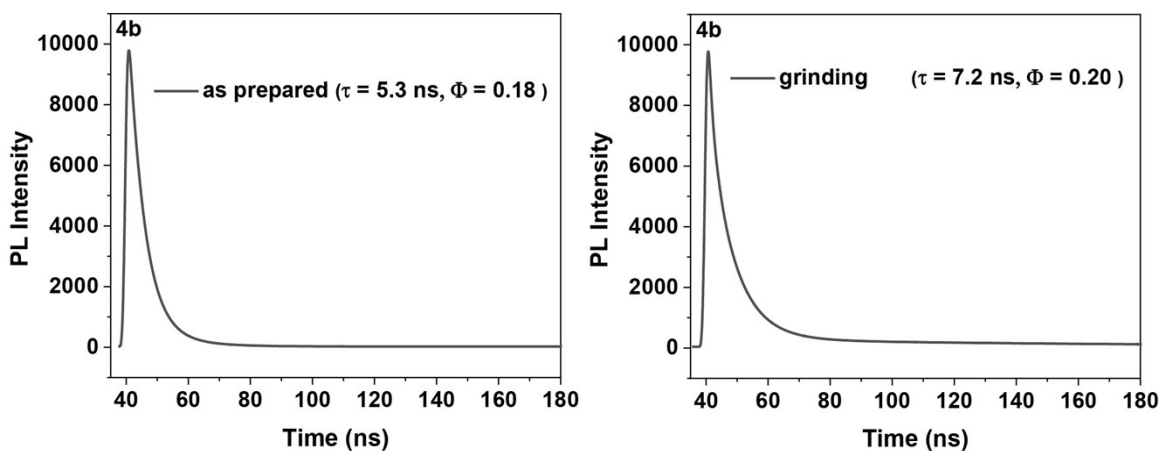 4b
as prepared (τ = 5.3 ns, Φ = 0.18 )
PL Intensity
10000
8000
6000
4000
2000
0
40 60 80 100 120 140 160 180
Time (ns)
4b
grinding (τ = 7.2 ns, Φ = 0.20 )
PL Intensity
10000
8000
6000
4000
2000
0
40 60 80 100 120 140 160 180
Time (ns)